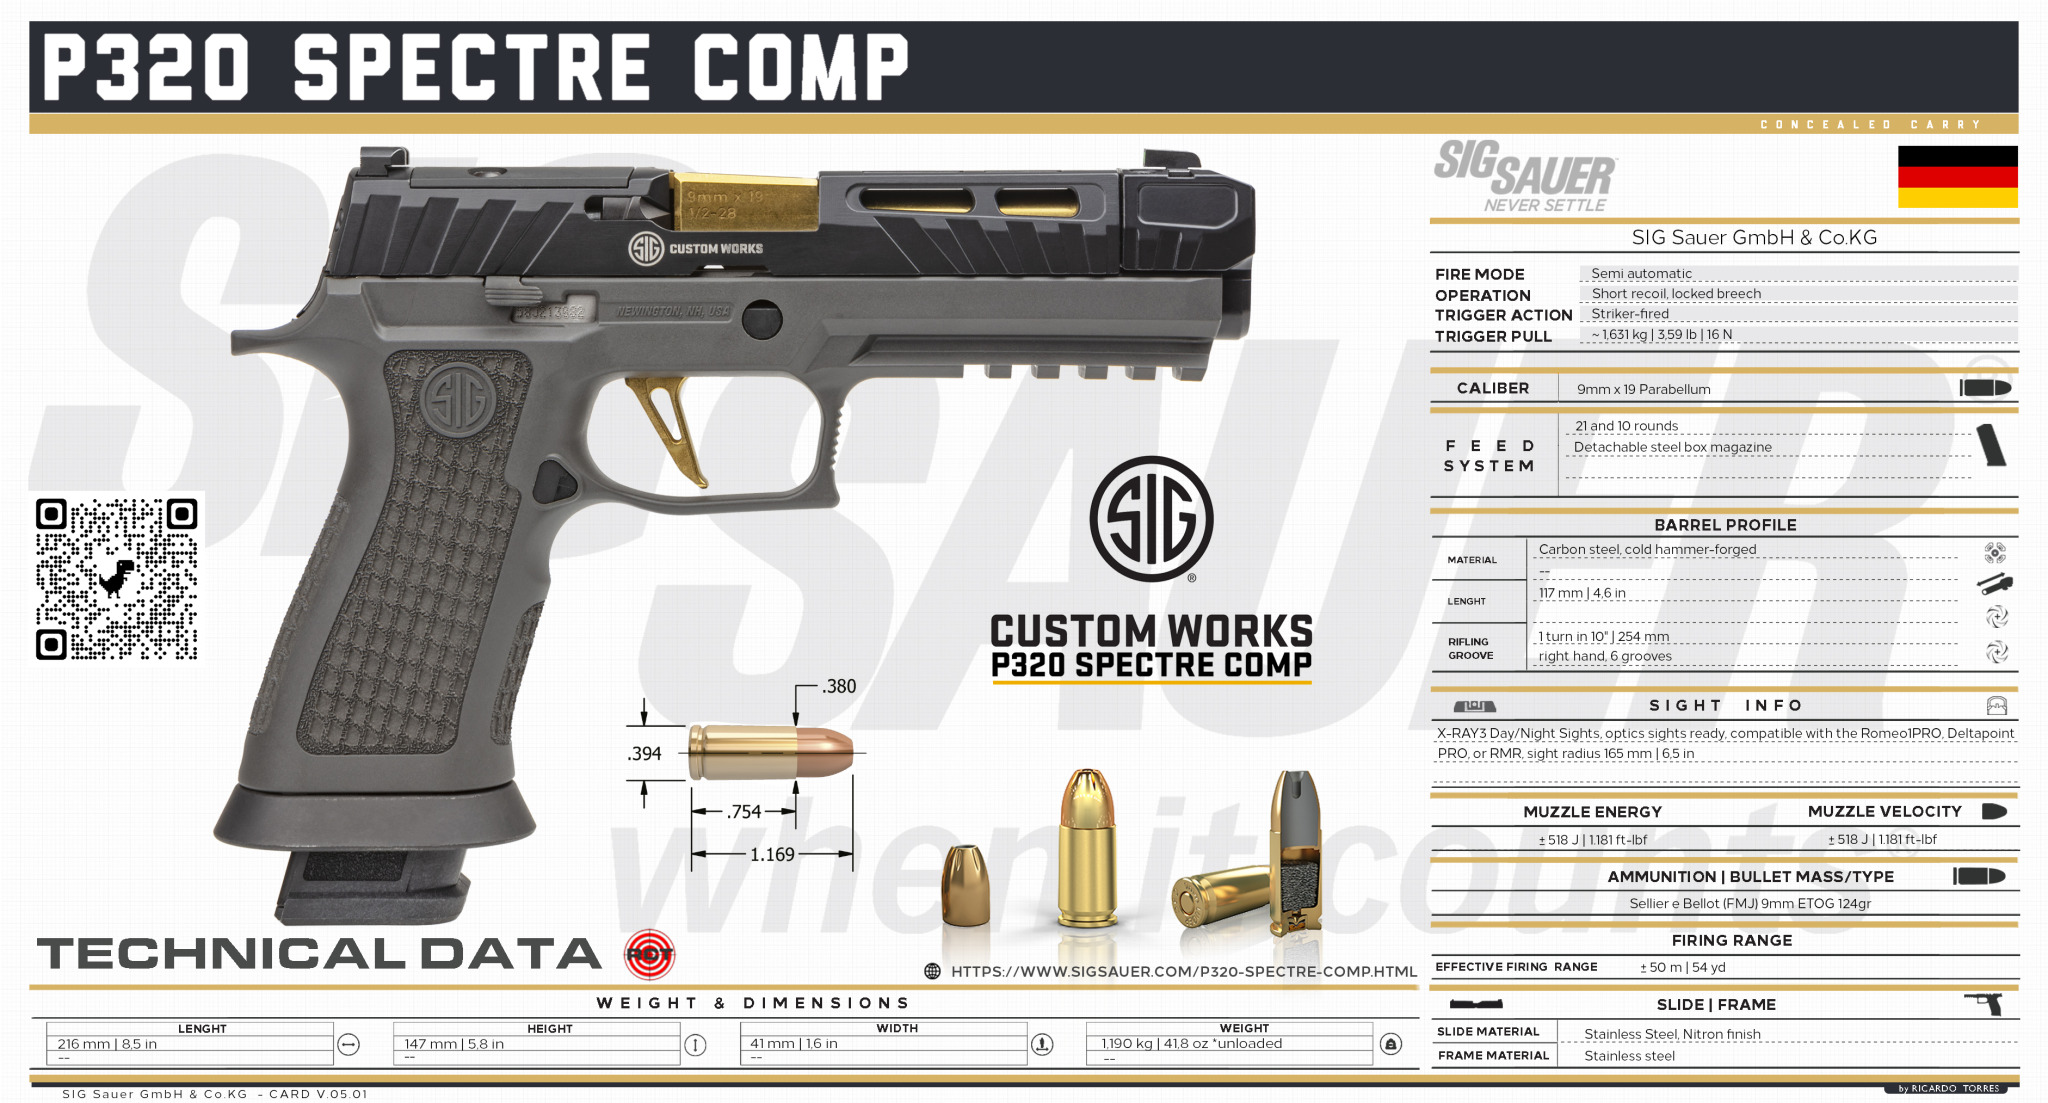 P320 SPECTRE COMP
CONCEALED CARRY
SIG SAUER
NEVER SETTLE
SIG Sauer GmbH & Co.KG
FIRE MODE Semi automatic
OPERATION Short recoil, locked breech
TRIGGER ACTION Striker-fired
TRIGGER PULL ~ 1,631 kg | 3,59 lb | 16 N
CALIBER 9mm x 19 Parabellum
FEED SYSTEM
21 and 10 rounds
Detachable steel box magazine
BARREL PROFILE
MATERIAL Carbon steel, cold hammer-forged
--
LENGHT 117 mm | 4,6 in
RIFLING GROOVE
1 turn in 10" | 254 mm
right hand, 6 grooves
SIGHT INFO
X-RAY3 Day/Night Sights, optics sights ready, compatible with the Romeo1PRO, Deltapoint
PRO, or RMR, sight radius 165 mm | 6,5 in
MUZZLE ENERGY MUZZLE VELOCITY
± 518 J | 1.181 ft-lbf ± 518 J | 1.181 ft-lbf
AMMUNITION | BULLET MASS/TYPE
Sellier e Bellot (FMJ) 9mm ETOG 124gr
FIRING RANGE
EFFECTIVE FIRING RANGE ± 50 m | 54 yd
SLIDE | FRAME
SLIDE MATERIAL Stainless Steel, Nitron finish
FRAME MATERIAL Stainless steel
by RICARDO TORRES
SIG SAUER
when it counts
9mm x 19
1/2-28
SIG CUSTOM WORKS
NEWINGTON, NH, USA
SIG
SIG
®
CUSTOM WORKS
P320 SPECTRE COMP
.380
.394
.754
1.169
TECHNICAL DATA
RDT
HTTPS://WWW.SIGSAUER.COM/P320-SPECTRE-COMP.HTML
WEIGHT & DIMENSIONS
LENGHT HEIGHT WIDTH WEIGHT
216 mm | 8,5 in 147 mm | 5,8 in 41 mm | 1,6 in 1,190 kg | 41,8 oz *unloaded
-- -- -- --
SIG Sauer GmbH & Co.KG - CARD V.05.01